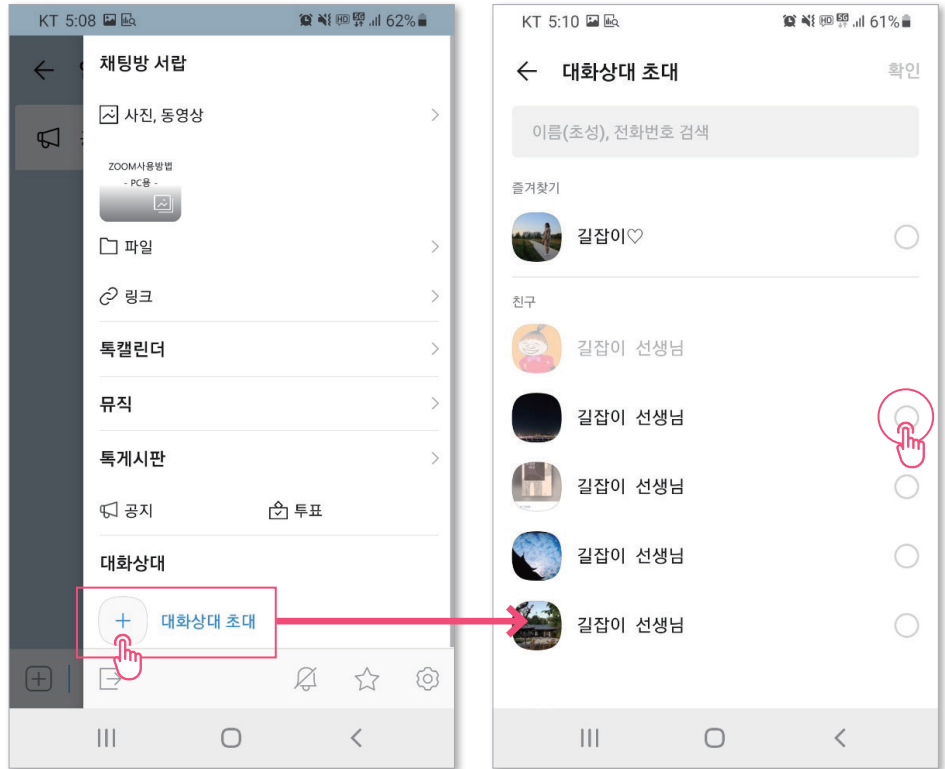 KT 5:08 62%
채팅방 서랍
사진, 동영상
ZOOM사용방법
- PC용 -
파일
링크
톡캘린더
뮤직
톡게시판
공지 투표
대화상대
대화상대 초대
KT 5:10 61%
대화상대 초대 확인
이름(초성), 전화번호 검색
즐겨찾기
길잡이♡
친구
길잡이 선생님
길잡이 선생님
길잡이 선생님
길잡이 선생님
길잡이 선생님